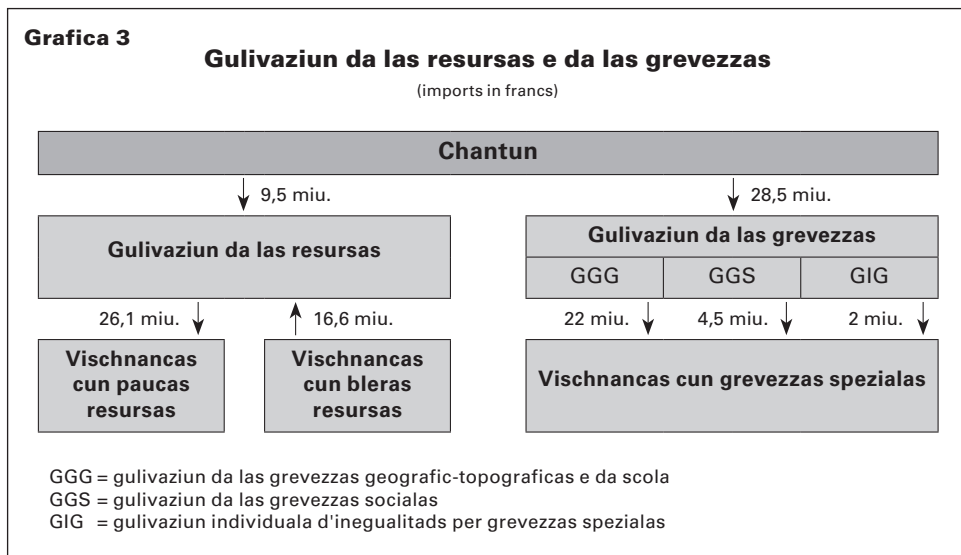 Grafica 3
Gulivaziun da las resursas e da las grevezzas
(imports in francs)
Chantun
9,5 miu.
28,5 miu.
Gulivaziun da las resursas
Gulivaziun da las grevezzas
GGG
GGS
GIG
26,1 miu.
16,6 miu.
22 miu.
4,5 miu.
2 miu.
Vischnancas
cun paucas
resursas
Vischnancas
cun bleras
resursas
Vischnancas cun grevezzas spezialas
GGG = gulivaziun da las grevezzas geografic-topograficas e da scola
GGS = gulivaziun da las grevezzas socialas
GIG = gulivaziun individuala d'inegualitads per grevezzas spezialas